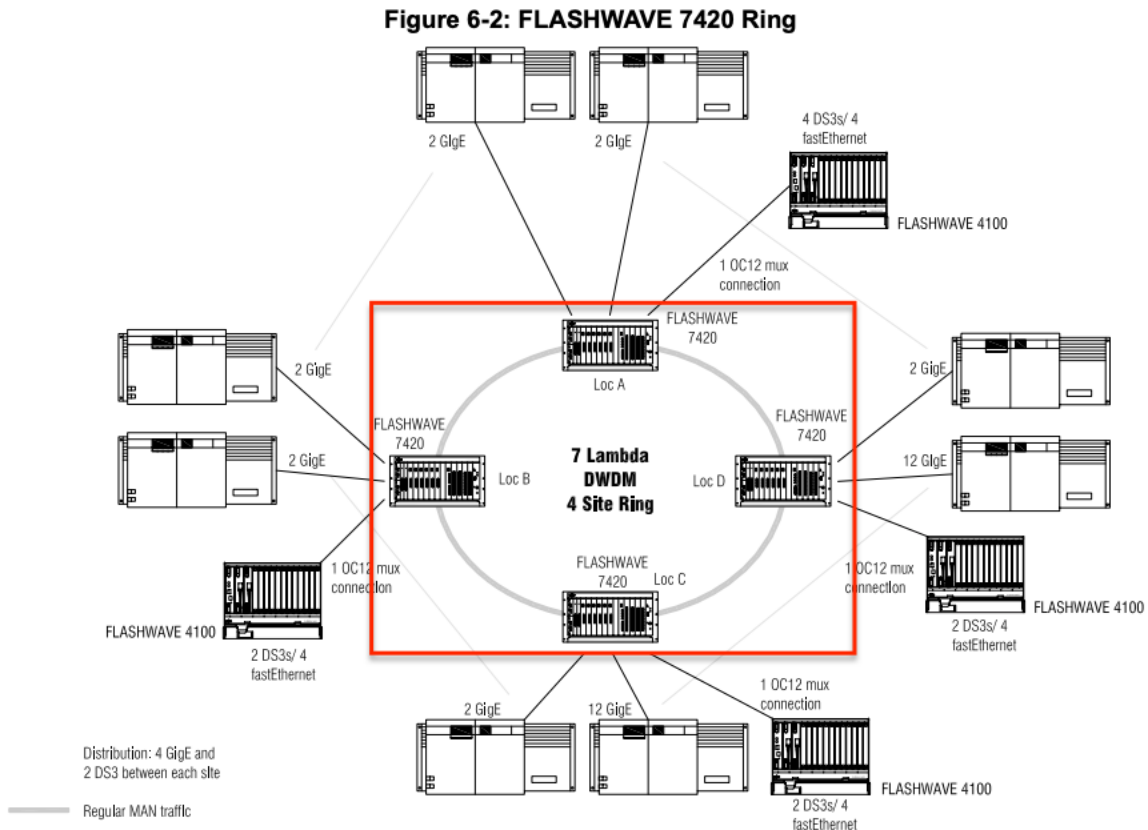 Figure 6-2: FLASHWAVE 7420 Ring
2 GIgE
2 GIgE
4 DS3s/ 4
fastEthernet
FLASHWAVE 4100
1 OC12 mux
connection
FLASHWAVE
7420
Loc A
2 GigE
FLASHWAVE
7420
2 GigE
Loc B
7 Lambda
DWDM
4 Site Ring
2 GigE
FLASHWAVE
7420
Loc D
12 GIgE
1 OC12 mux
connectIon
FLASHWAVE 4100
2 DS3s/ 4
fastEthernet
FLASHWAVE
7420
Loc C
1 OC12 mux
connectIon
FLASHWAVE 4100
2 DS3s/ 4
fastEthernet
2 GigE
12 GIgE
1 OC12 mux
connection
FLASHWAVE 4100
2 DS3s/ 4
fastEthernet
Distribution: 4 GigE and
2 DS3 between each sIte
Regular MAN traffIc